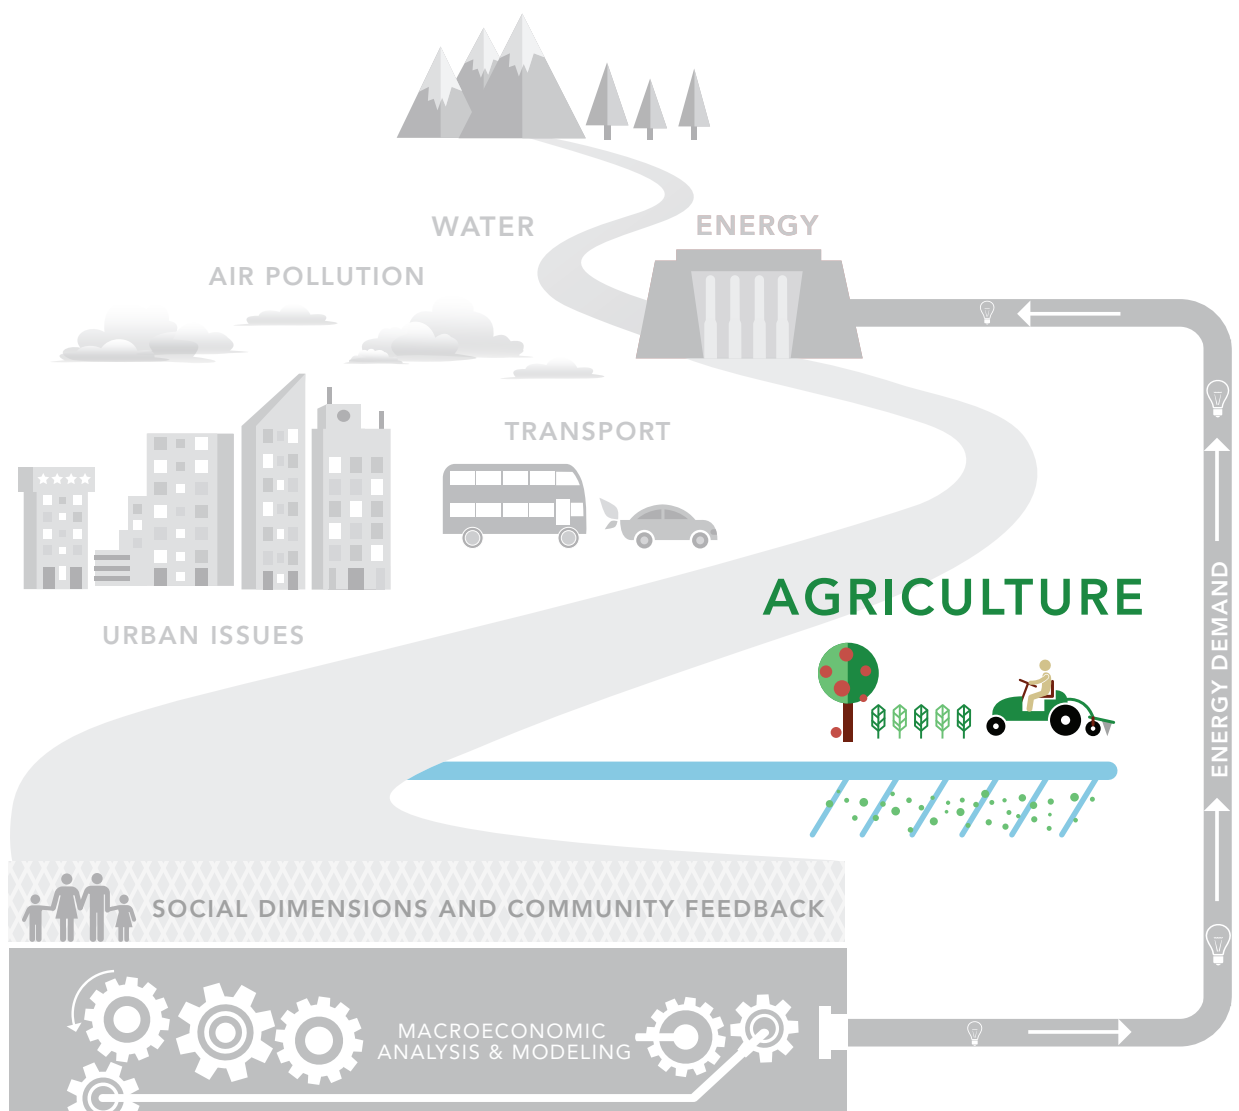 WATER
ENERGY
AIR POLLUTION
TRANSPORT
AGRICULTURE
URBAN ISSUES
ENERGY DEMAND
SOCIAL DIMENSIONS AND COMMUNITY FEEDBACK
MACROECONOMIC
ANALYSIS & MODELING